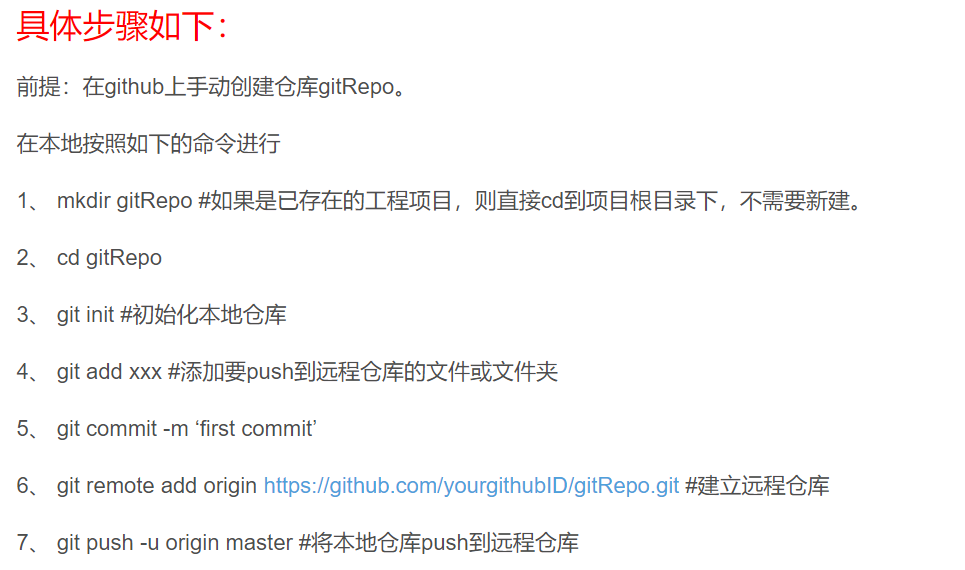 具体步骤如下：
前提：在github上手动创建仓库gitRepo。
在本地按照如下的命令进行
1、 mkdir gitRepo #如果是已存在的工程项目，则直接cd到项目根目录下，不需要新建。
2、 cd gitRepo
3、 git init #初始化本地仓库
4、 git add xxx #添加要push到远程仓库的文件或文件夹
5、 git commit -m ‘first commit’
6、 git remote add origin https://github.com/yourgithubID/gitRepo.git #建立远程仓库
7、 git push -u origin master #将本地仓库push到远程仓库